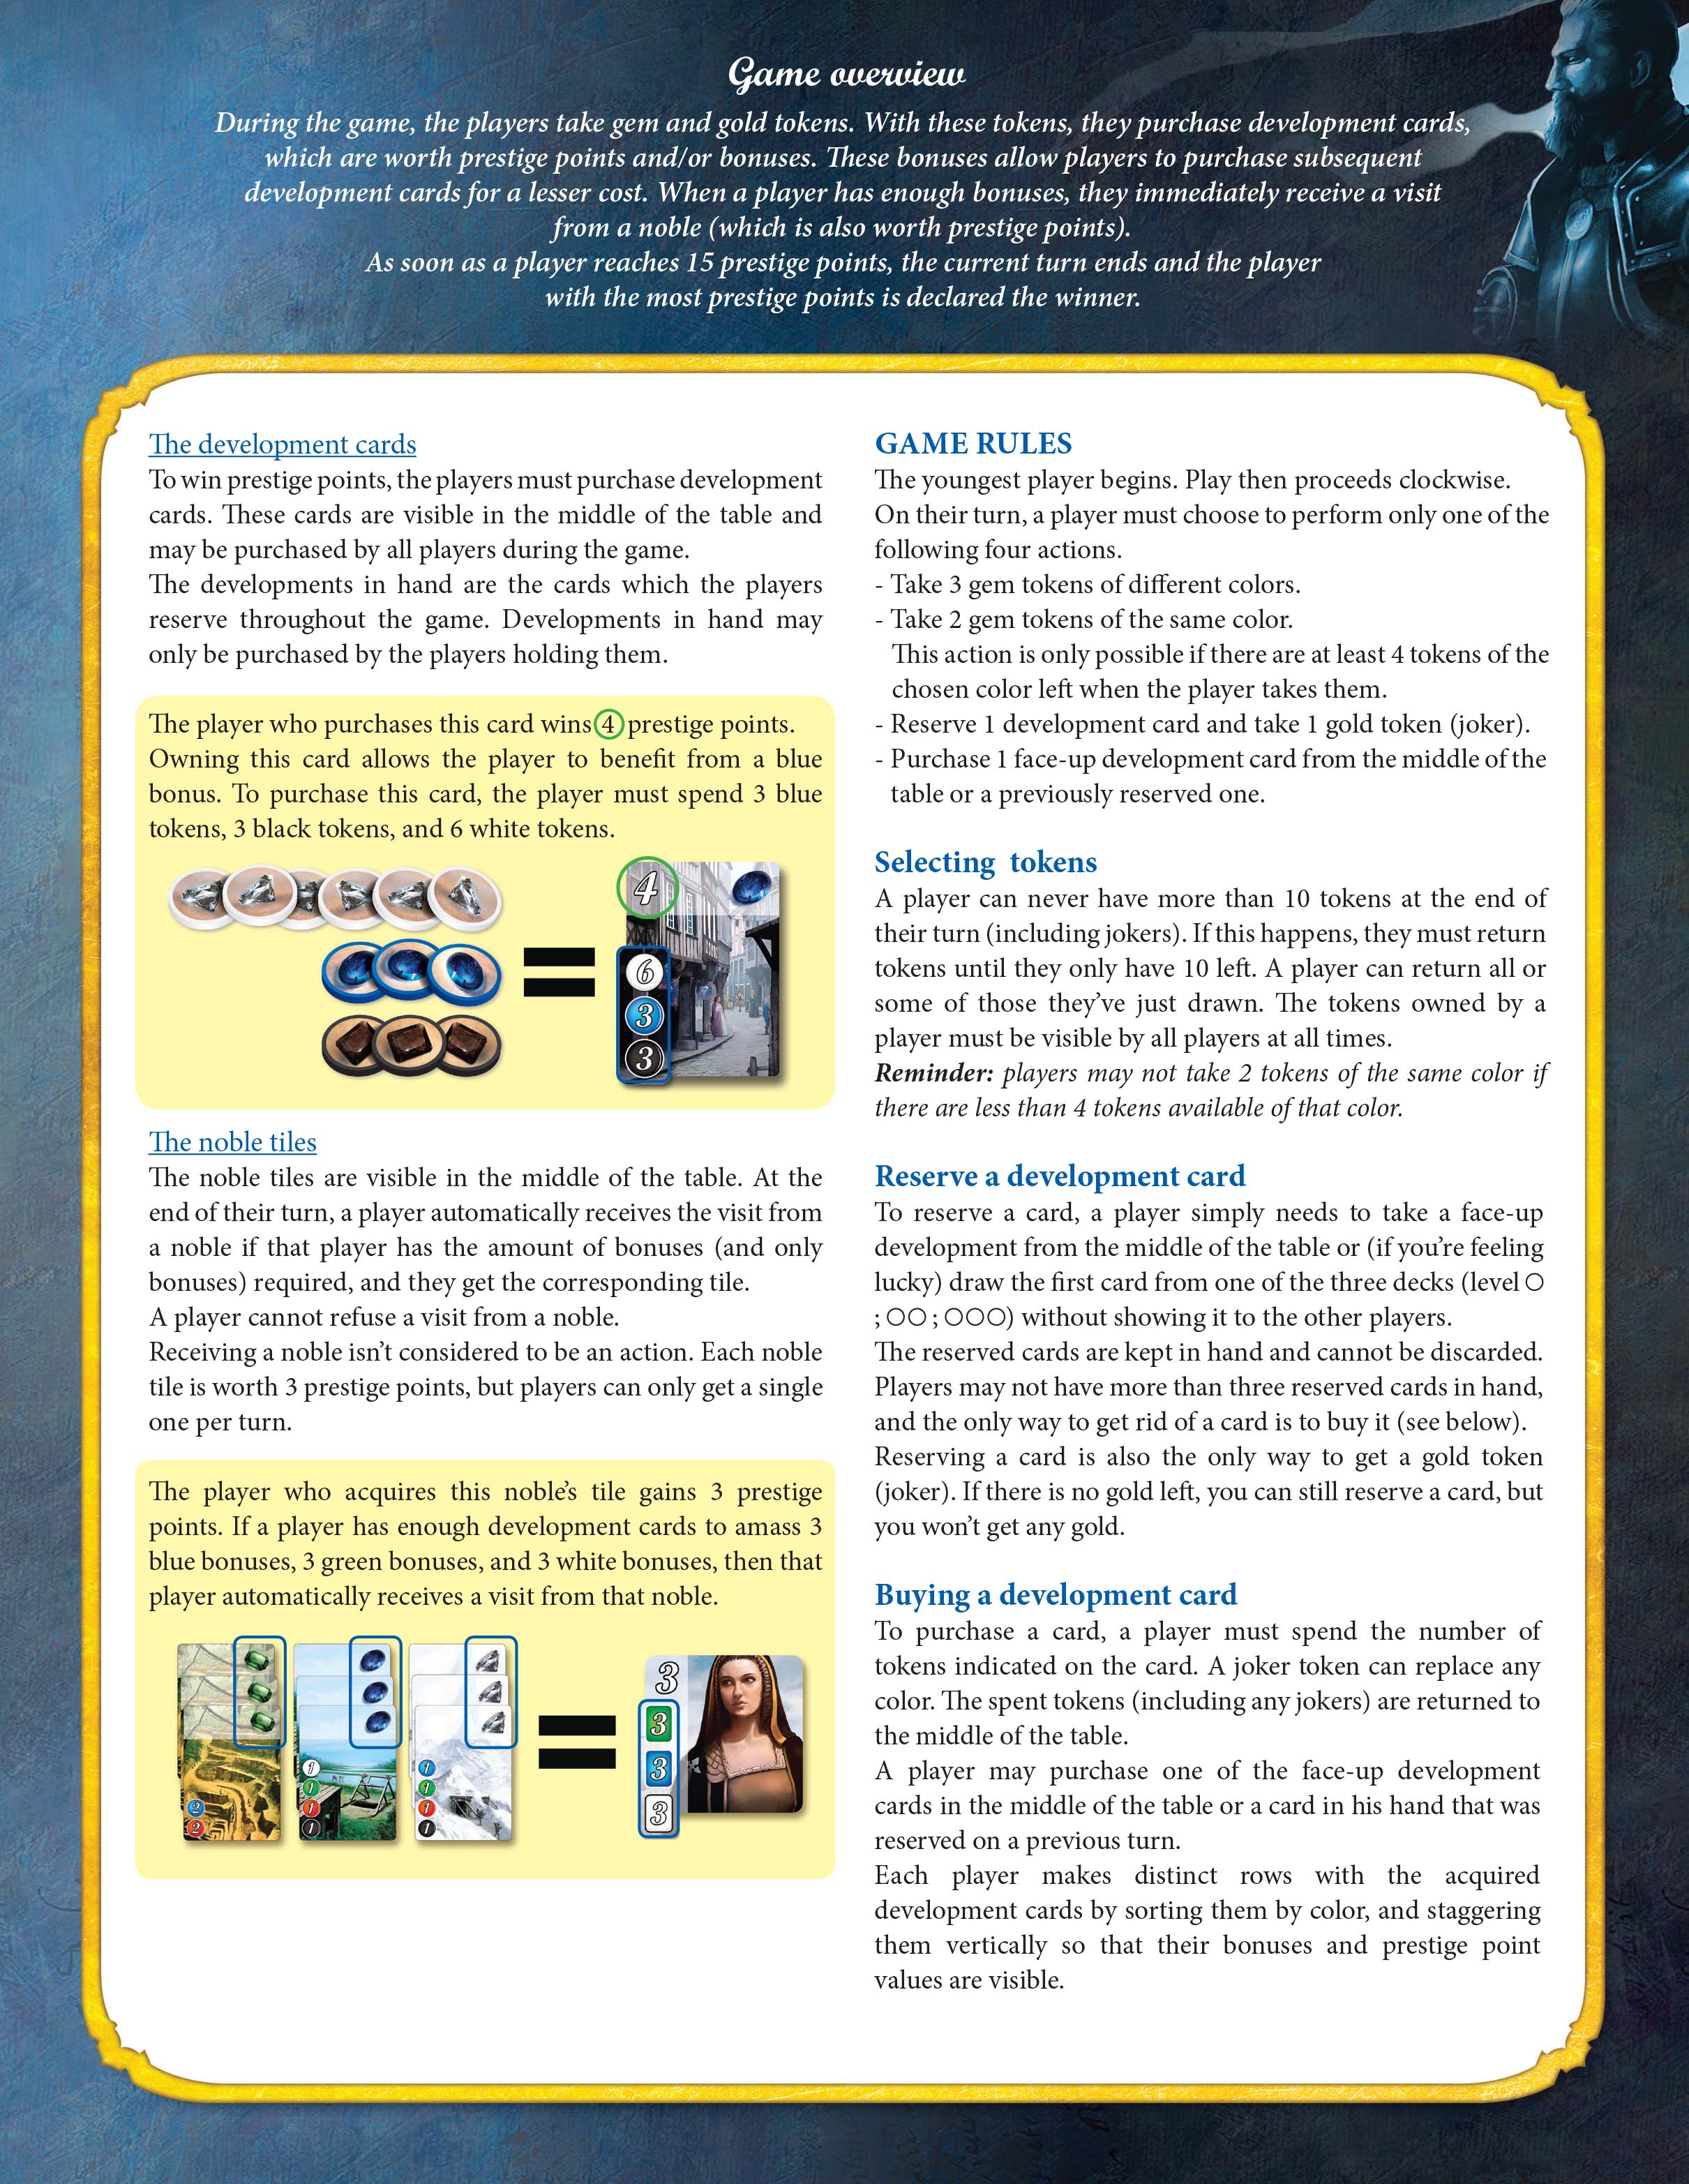 Game overview
During the game, the players take gem and gold tokens. With these tokens, they purchase development cards,
which are worth prestige points and/or bonuses. These bonuses allow players to purchase subsequent
development cards for a lesser cost. When a player has enough bonuses, they immediately receive a visit
from a noble (which is also worth prestige points).
As soon as a player reaches 15 prestige points, the current turn ends and the player
with the most prestige points is declared the winner.
The development cards
To win prestige points, the players must purchase development
cards. These cards are visible in the middle of the table and
may be purchased by all players during the game.
The developments in hand are the cards which the players
reserve throughout the game. Developments in hand may
only be purchased by the players holding them.
The player who purchases this card wins 4 prestige points.
Owning this card allows the player to benefit from a blue
bonus. To purchase this card, the player must spend 3 blue
tokens, 3 black tokens, and 6 white tokens.
4
6
3
3
The noble tiles
The noble tiles are visible in the middle of the table. At the
end of their turn, a player automatically receives the visit from
a noble if that player has the amount of bonuses (and only
bonuses) required, and they get the corresponding tile.
A player cannot refuse a visit from a noble.
Receiving a noble isn't considered to be an action. Each noble
tile is worth 3 prestige points, but players can only get a single
one per turn.
The player who acquires this noble's tile gains 3 prestige
points. If a player has enough development cards to amass 3
blue bonuses, 3 green bonuses, and 3 white bonuses, then that
player automatically receives a visit from that noble.
2
2
1
1
1
1
1
1
1
1
3
3
3
3
GAME RULES
The youngest player begins. Play then proceeds clockwise.
On their turn, a player must choose to perform only one of the
following four actions.
- Take 3 gem tokens of different colors.
- Take 2 gem tokens of the same color.
This action is only possible if there are at least 4 tokens of the
chosen color left when the player takes them.
- Reserve 1 development card and take 1 gold token (joker).
- Purchase 1 face-up development card from the middle of the
table or a previously reserved one.
Selecting tokens
A player can never have more than 10 tokens at the end of
their turn (including jokers). If this happens, they must return
tokens until they only have 10 left. A player can return all or
some of those they've just drawn. The tokens owned by a
player must be visible by all players at all times.
Reminder: players may not take 2 tokens of the same color if
there are less than 4 tokens available of that color.
Reserve a development card
To reserve a card, a player simply needs to take a face-up
development from the middle of the table or (if you're feeling
lucky) draw the first card from one of the three decks (level ○
; ○○ ; ○○○) without showing it to the other players.
The reserved cards are kept in hand and cannot be discarded.
Players may not have more than three reserved cards in hand,
and the only way to get rid of a card is to buy it (see below).
Reserving a card is also the only way to get a gold token
(joker). If there is no gold left, you can still reserve a card, but
you won't get any gold.
Buying a development card
To purchase a card, a player must spend the number of
tokens indicated on the card. A joker token can replace any
color. The spent tokens (including any jokers) are returned to
the middle of the table.
A player may purchase one of the face-up development
cards in the middle of the table or a card in his hand that was
reserved on a previous turn.
Each player makes distinct rows with the acquired
development cards by sorting them by color, and staggering
them vertically so that their bonuses and prestige point
values are visible.